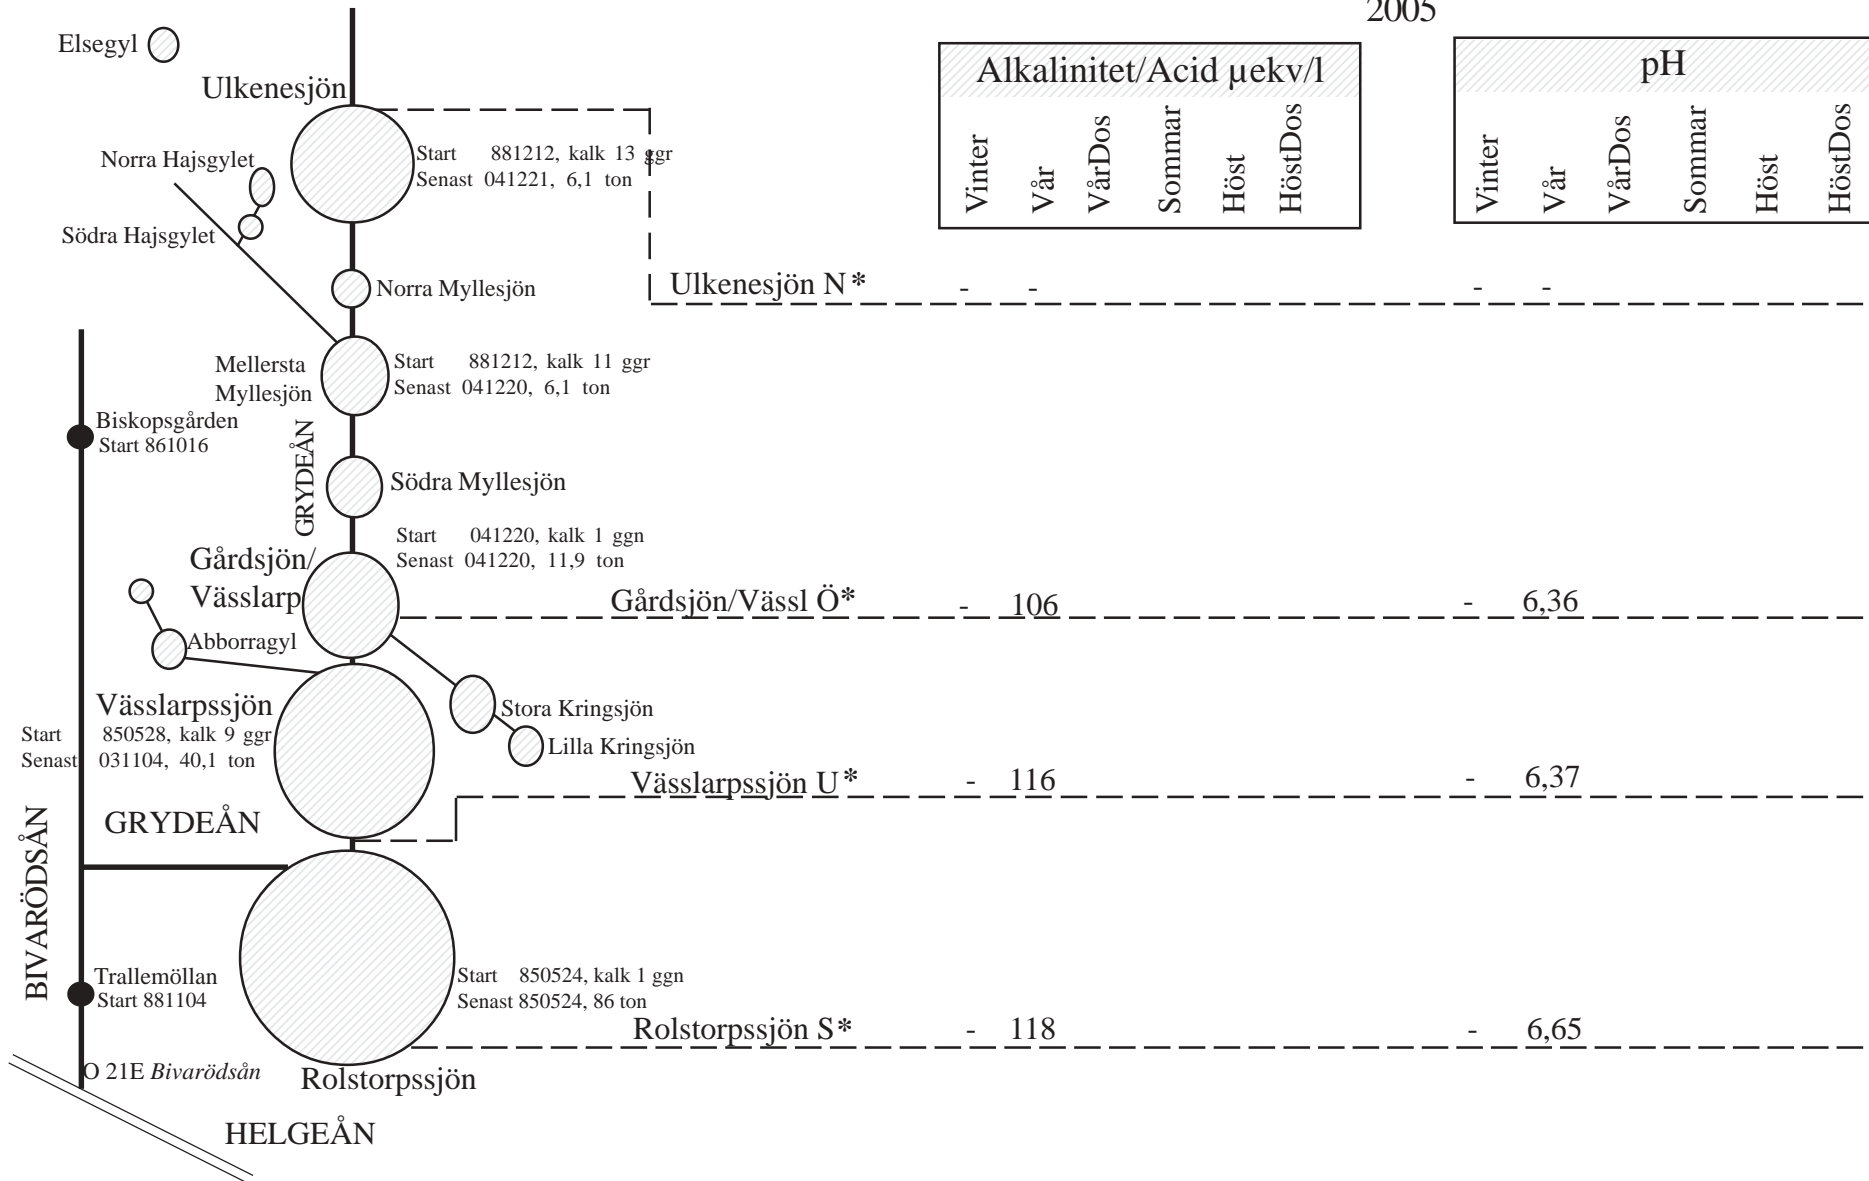 2005
Elsegyl
Ulkenesjön
Alkalinitet/Acid µekv/l
pH
Vinter
Vår
VårDos
Sommar
Höst
HöstDos
Vinter
Vår
VårDos
Sommar
Höst
HöstDos
Start 881212, kalk 13 ggr
Senast 041221, 6,1 ton
Norra Hajsgylet
Södra Hajsgylet
Norra Myllesjön
Ulkenesjön N* - - - -
Mellersta
Myllesjön
Start 881212, kalk 11 ggr
Senast 041220, 6,1 ton
Biskopsgården
Start 861016
GRYDEÅN
Södra Myllesjön
Start 041220, kalk 1 ggn
Senast 041220, 11,9 ton
Gårdsjön/
Vässlarp
Gårdsjön/Vässl Ö* - 106 - 6,36
Abborragyl
Vässlarpssjön
Start 850528, kalk 9 ggr
Senast 031104, 40,1 ton
Stora Kringsjön
Lilla Kringsjön
Vässlarpssjön U* - 116 - 6,37
GRYDEÅN
BIVARÖDSÅN
Trallemöllan
Start 881104
Start 850524, kalk 1 ggn
Senast 850524, 86 ton
Rolstorpssjön S* - 118 - 6,65
O 21E Bivarödsån
Rolstorpssjön
HELGEÅN